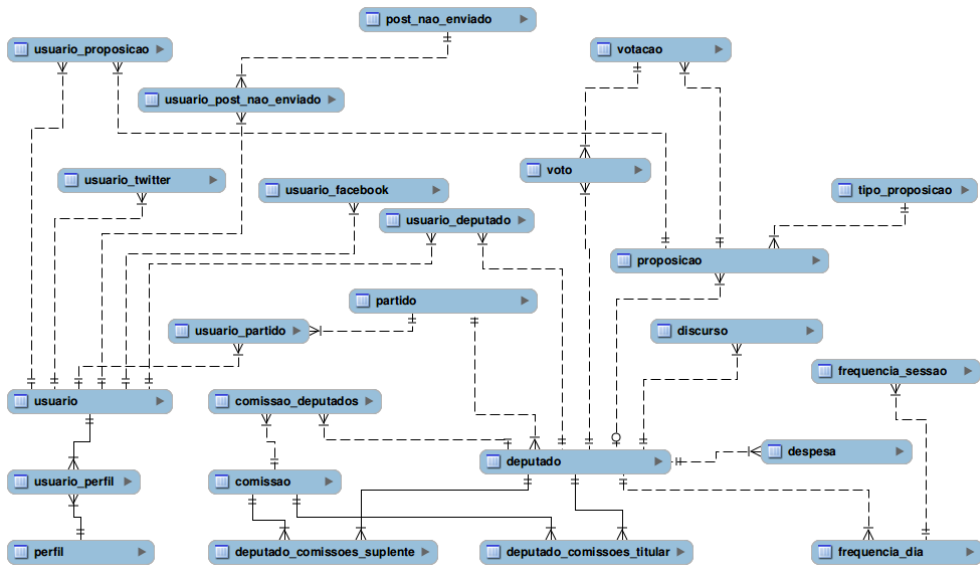 post_nao_enviado
usuario_proposicao
votacao
usuario_post_nao_enviado
voto
usuario_twitter
usuario_facebook
tipo_proposicao
usuario_deputado
proposicao
partido
usuario_partido
discurso
frequencia_sessao
usuario
comissao_deputados
despesa
deputado
usuario_perfil
comissao
perfil
deputado_comissoes_suplente
deputado_comissoes_titular
frequencia_dia